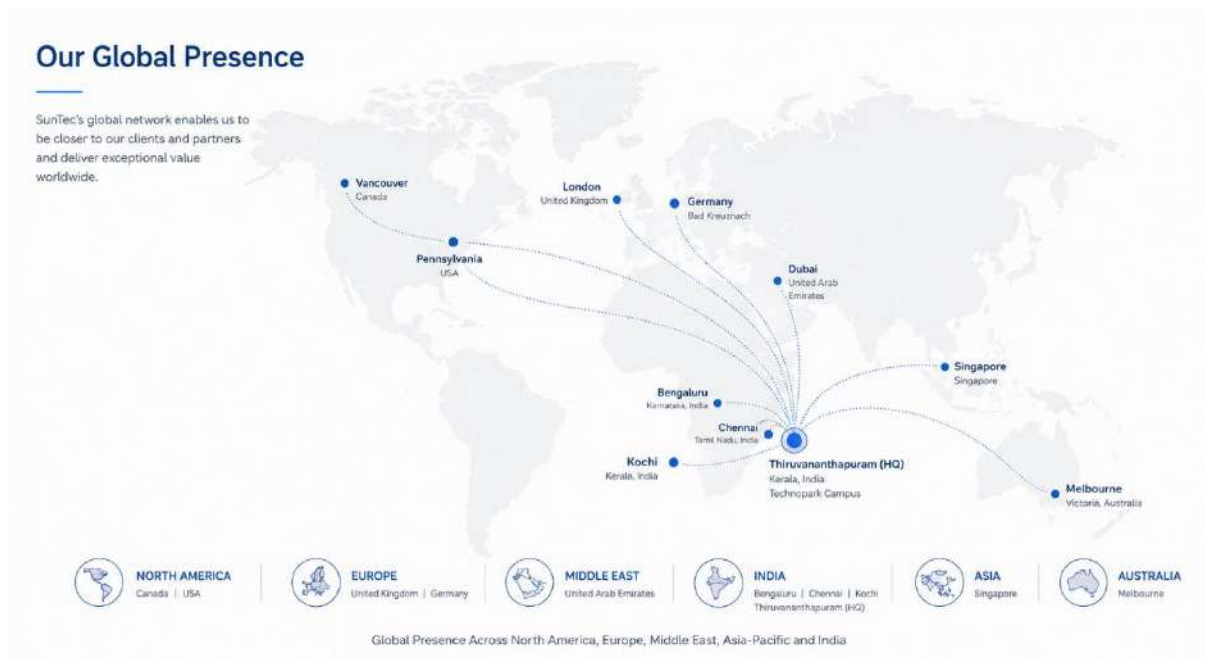 Our Global Presence
SunTec's global network enables us to
be closer to our clients and partners
and deliver exceptional value
worldwide.
Vancouver
Canada
Pennsylvania
USA
London
United Kingdom
Germany
Bad Kreuznach
Dubai
United Arab
Emirates
Singapore
Singapore
Bengaluru
Karnataka, India
Chennai
Tamil Nadu, India
Kochi
Kerala, India
Thiruvananthapuram (HQ)
Kerala, India
Technopark Campus
Melbourne
Victoria, Australia
NORTH AMERICA
Canada | USA
EUROPE
United Kingdom | Germany
MIDDLE EAST
United Arab Emirates
INDIA
Bengaluru | Chennai | Kochi
Thiruvananthapuram (HQ)
ASIA
Singapore
AUSTRALIA
Melbourne
Global Presence Across North America, Europe, Middle East, Asia-Pacific and India